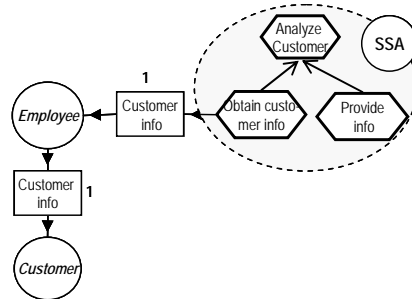 Analyze
Customer
SSA
1
Customer
info
Obtain custo-
mer info
Provide
info
Employee
Customer
info
1
Customer